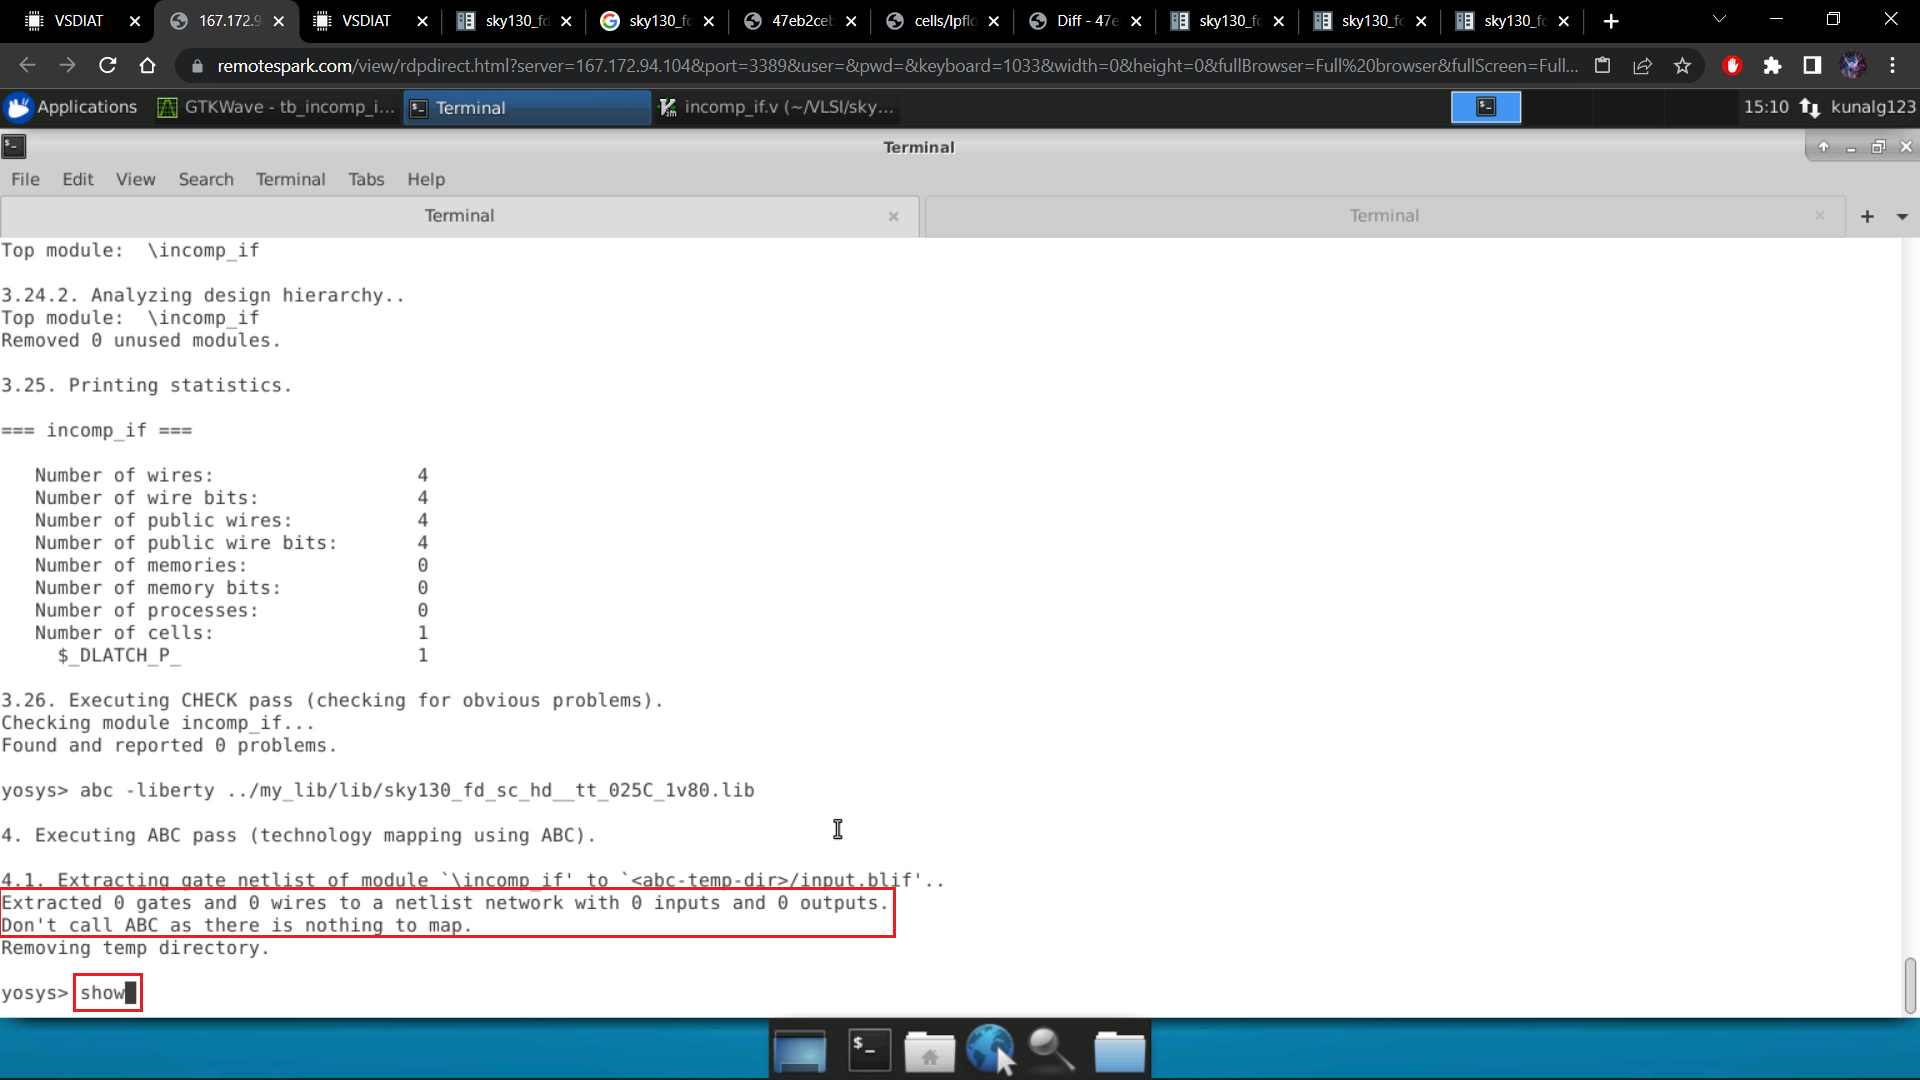 VSDIAT
167.172.9
VSDIAT
sky130_fd
sky130_fd
47eb2ceb
cells/lpflo
Diff - 47e
sky130_fd
sky130_fd
sky130_fd
remotespark.com/view/rdpdirect.html?server=167.172.94.104&port=3389&user=&pwd=&keyboard=1033&width=0&height=0&fullBrowser=Full%20browser&fullScreen=Full...
Applications
GTKWave - tb_incomp_i...
Terminal
incomp_if.v (~/VLSI/sky...
15:10
kunalg123
Terminal
File Edit View Search Terminal Tabs Help
Terminal
Terminal
Top module:  \incomp_if
3.24.2. Analyzing design hierarchy..
Top module:  \incomp_if
Removed 0 unused modules.
3.25. Printing statistics.
=== incomp_if ===
Number of wires: 4
Number of wire bits: 4
Number of public wires: 4
Number of public wire bits: 4
Number of memories: 0
Number of memory bits: 0
Number of processes: 0
Number of cells: 1
$_DLATCH_P_ 1
3.26. Executing CHECK pass (checking for obvious problems).
Checking module incomp_if...
Found and reported 0 problems.
yosys> abc -liberty ../my_lib/lib/sky130_fd_sc_hd__tt_025C_1v80.lib
4. Executing ABC pass (technology mapping using ABC).
4.1. Extracting gate netlist of module `\incomp_if' to `<abc-temp-dir>/input.blif'..
Extracted 0 gates and 0 wires to a netlist network with 0 inputs and 0 outputs.
Don't call ABC as there is nothing to map.
Removing temp directory.
yosys> show